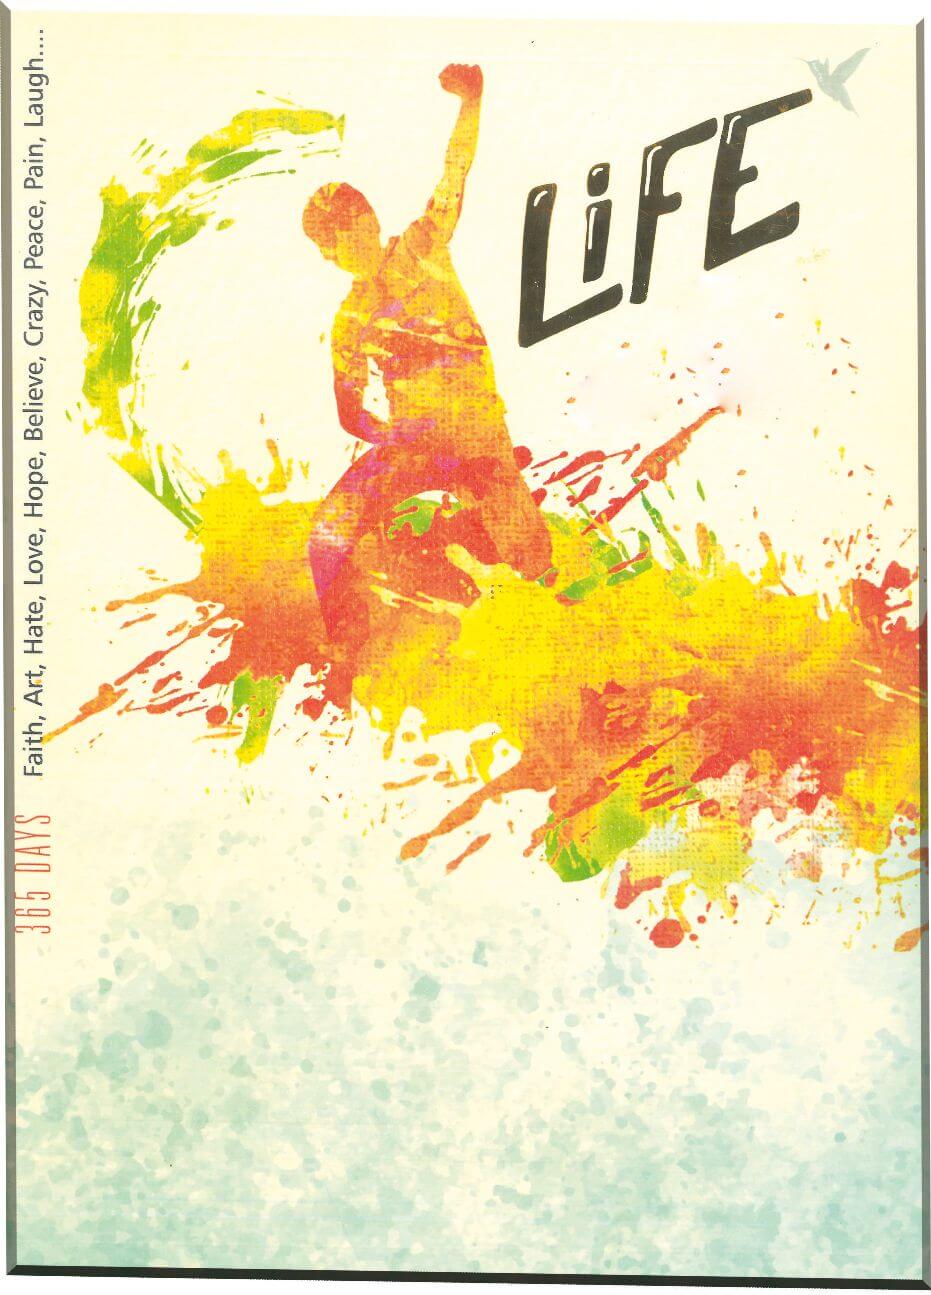 LiFE
365 DAYS
Faith, Art, Hate, Love, Hope, Believe, Crazy, Peace, Pain, Laugh....